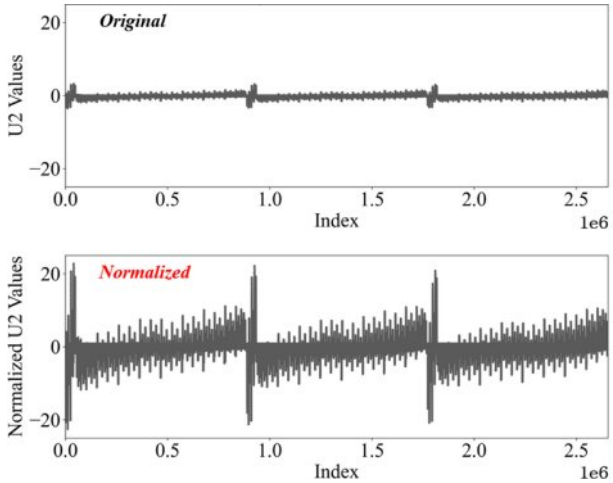 Original
U2 Values
20
0
−20
0.0 0.5 1.0 1.5 2.0 2.5
Index
1e6
Normalized
Normalized U2 Values
20
0
−20
0.0 0.5 1.0 1.5 2.0 2.5
Index
1e6